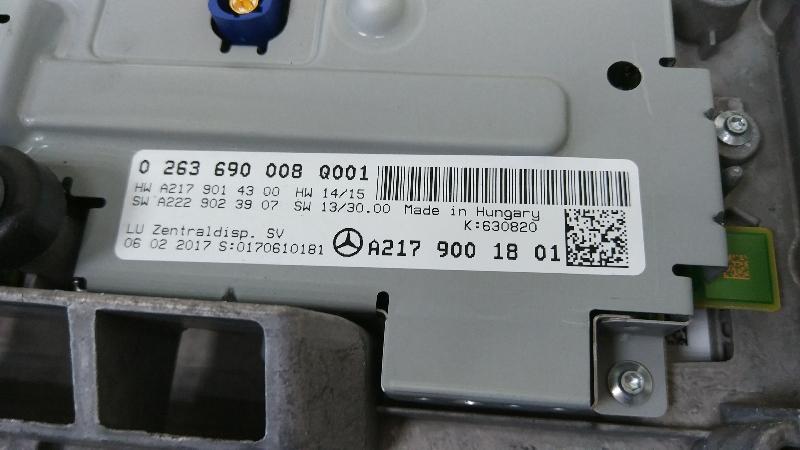 0 263 690 008 Q001
HW A217 901 43 00 HW 14/15
SW A222 902 39 07 SW 13/30.00 Made in Hungary
K:630820
LU Zentraldisp. SV
06 02 2017 S:0170610181 A217 900 18 01